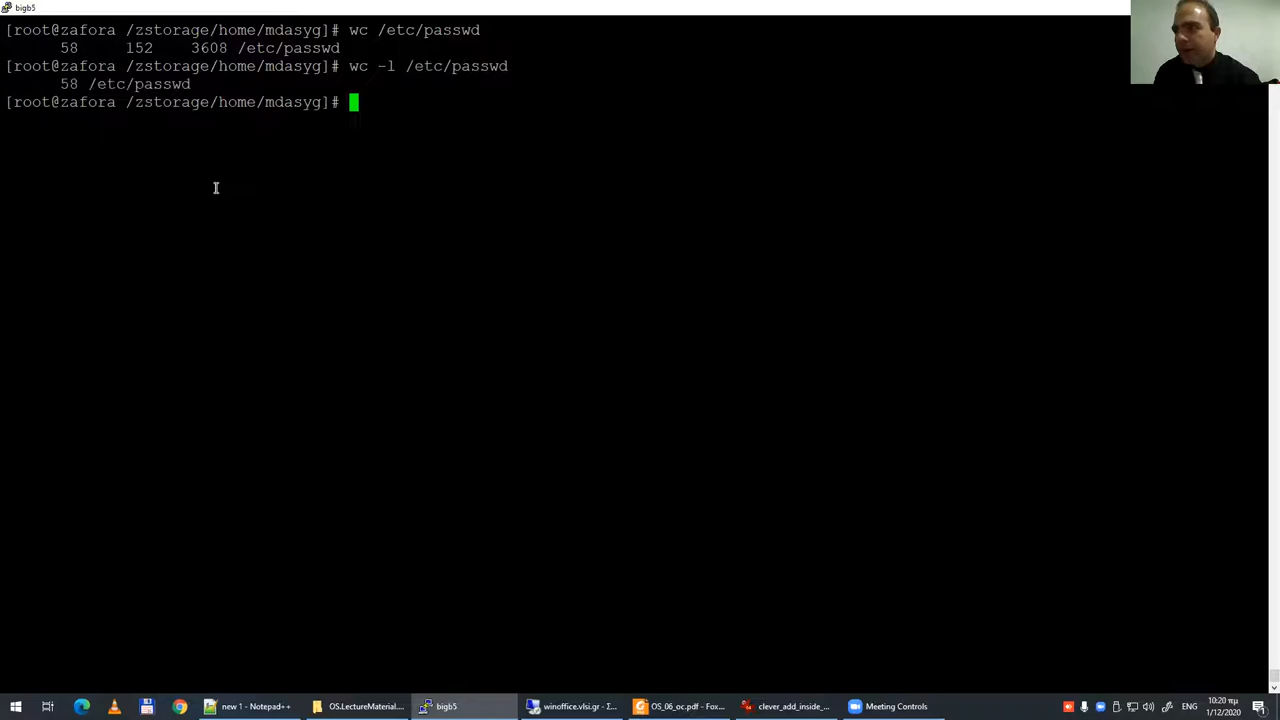 bigb5
[root@zafora /zstorage/home/mdasyg]# wc /etc/passwd
58 152 3608 /etc/passwd
[root@zafora /zstorage/home/mdasyg]# wc -l /etc/passwd
58 /etc/passwd
[root@zafora /zstorage/home/mdasyg]#
new 1 - Notepad++
OS.LectureMaterial....
bigb5
winoffice.vlsi.gr - Σ...
OS_06_oc.pdf - Fox...
clever_add_inside_...
Meeting Controls
ENG
10:20 πμ
1/12/2020
1